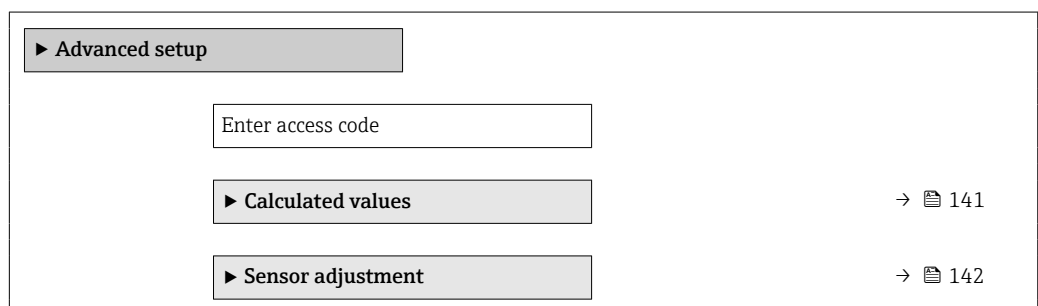 ▶ Advanced setup
Enter access code
▶ Calculated values → 141
▶ Sensor adjustment → 142